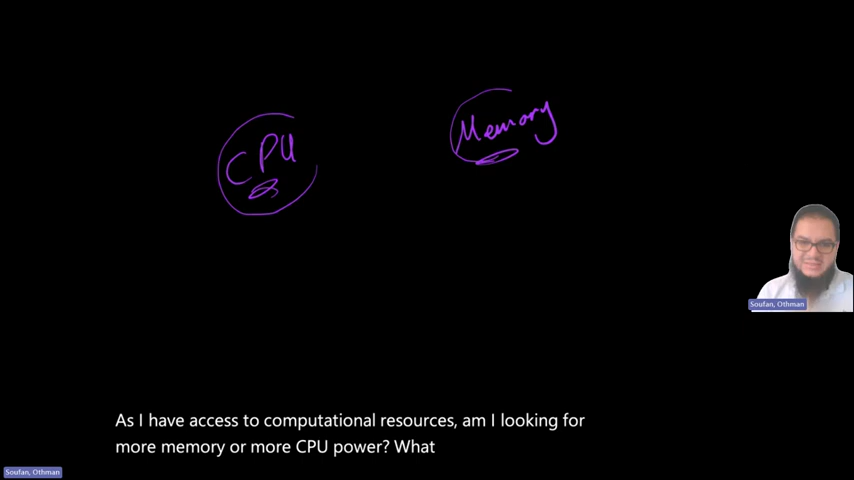 CPU
Memory
Soufan, Othman
As I have access to computational resources, am I looking for
more memory or more CPU power? What
Soufan, Othman